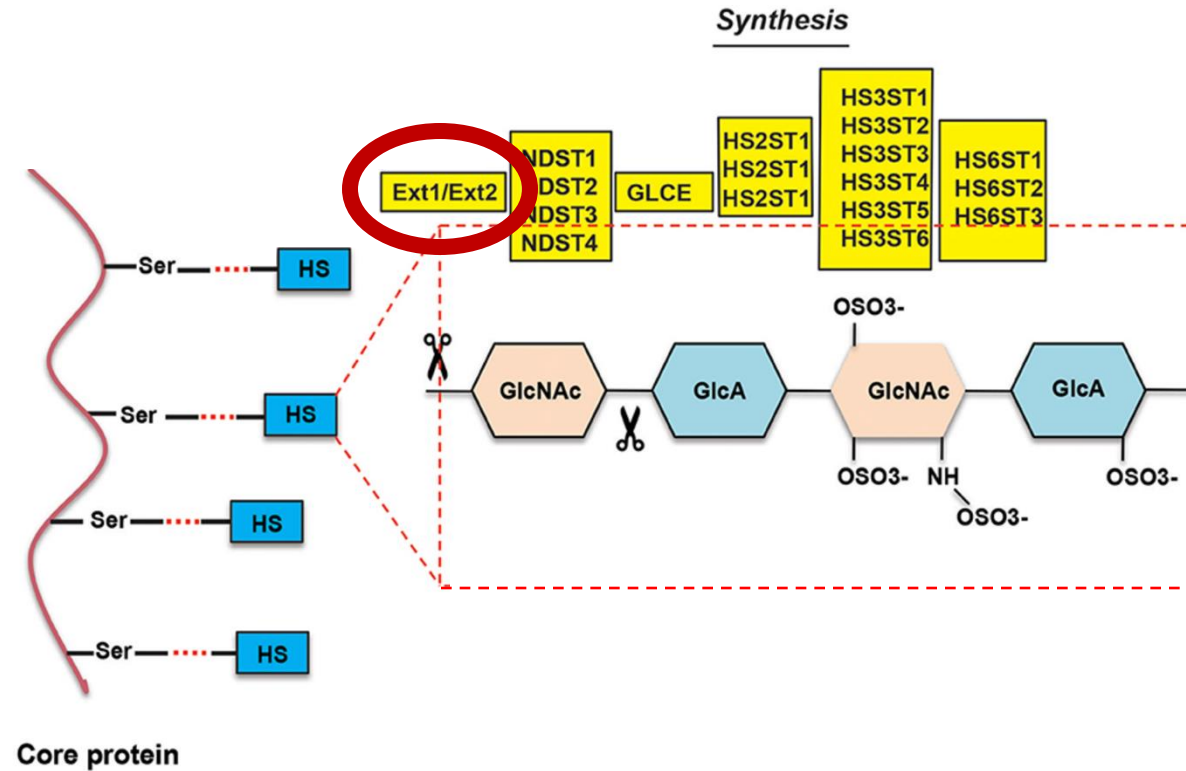 Synthesis
Ext1/Ext2
NDST1
NDST2
NDST3
NDST4
GLCE
HS2ST1
HS2ST1
HS2ST1
HS3ST1
HS3ST2
HS3ST3
HS3ST4
HS3ST5
HS3ST6
HS6ST1
HS6ST2
HS6ST3
Ser HS
Ser HS
Ser HS
Ser HS
OSO3-
GlcNAc GlcA GlcNAc GlcA
OSO3- NH OSO3-
OSO3-
Core protein